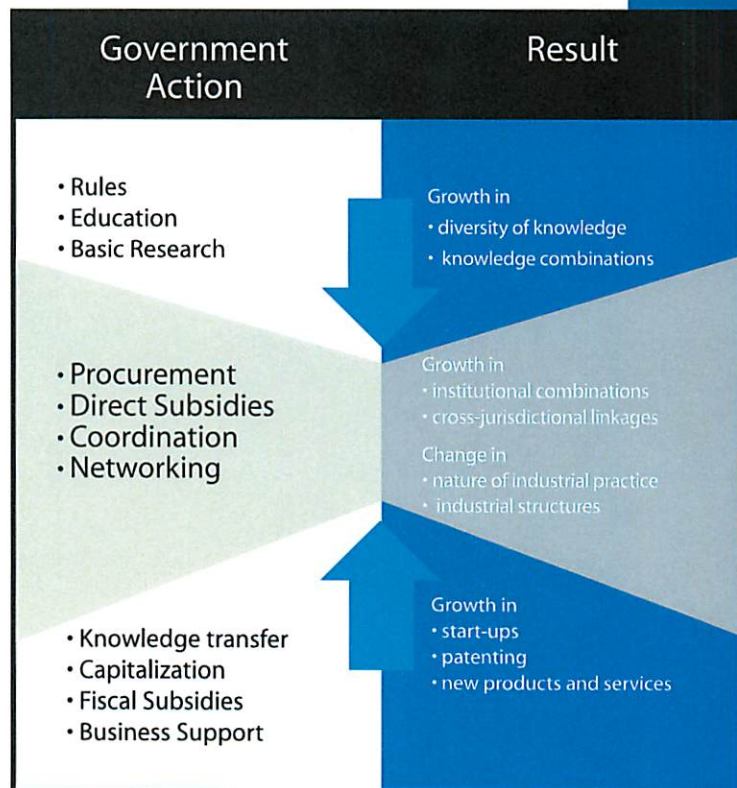 Government
Action
Result
• Rules
• Education
• Basic Research
Growth in
• diversity of knowledge
• knowledge combinations
• Procurement
• Direct Subsidies
• Coordination
• Networking
Growth in
• institutional combinations
• cross-jurisdictional linkages
Change in
• nature of industrial practice
• industrial structures
• Knowledge transfer
• Capitalization
• Fiscal Subsidies
• Business Support
Growth in
• start-ups
• patenting
• new products and services